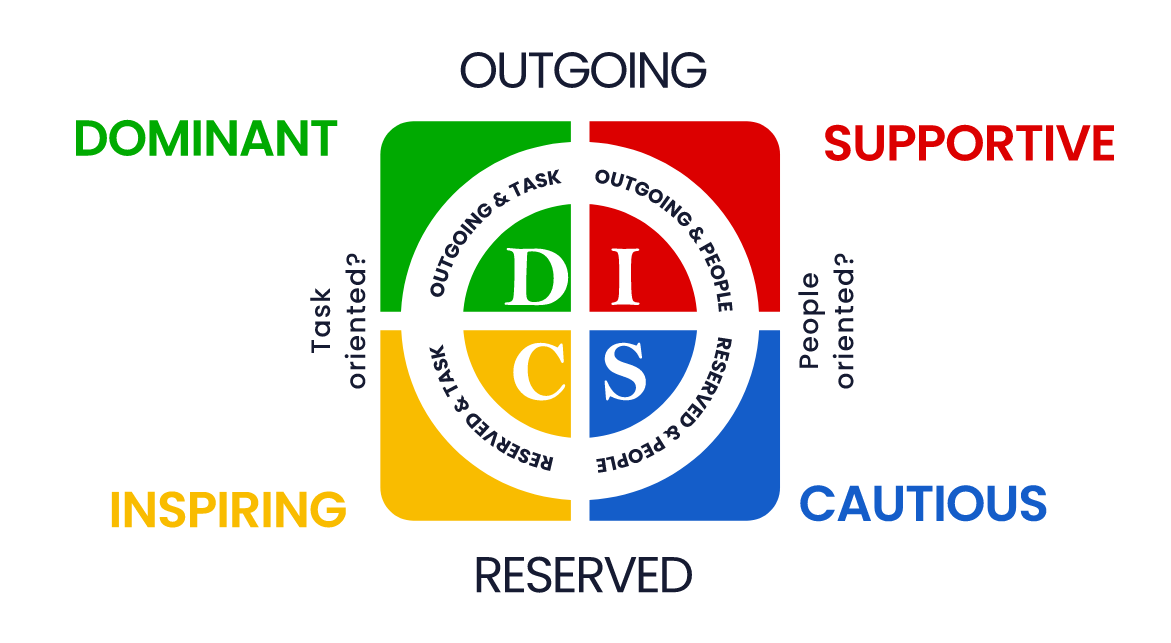 OUTGOING
DOMINANT
SUPPORTIVE
OUTGOING & TASK
OUTGOING & PEOPLE
D
I
Task
oriented?
People
oriented?
C
S
RESERVED & TASK
RESERVED & PEOPLE
INSPIRING
CAUTIOUS
RESERVED